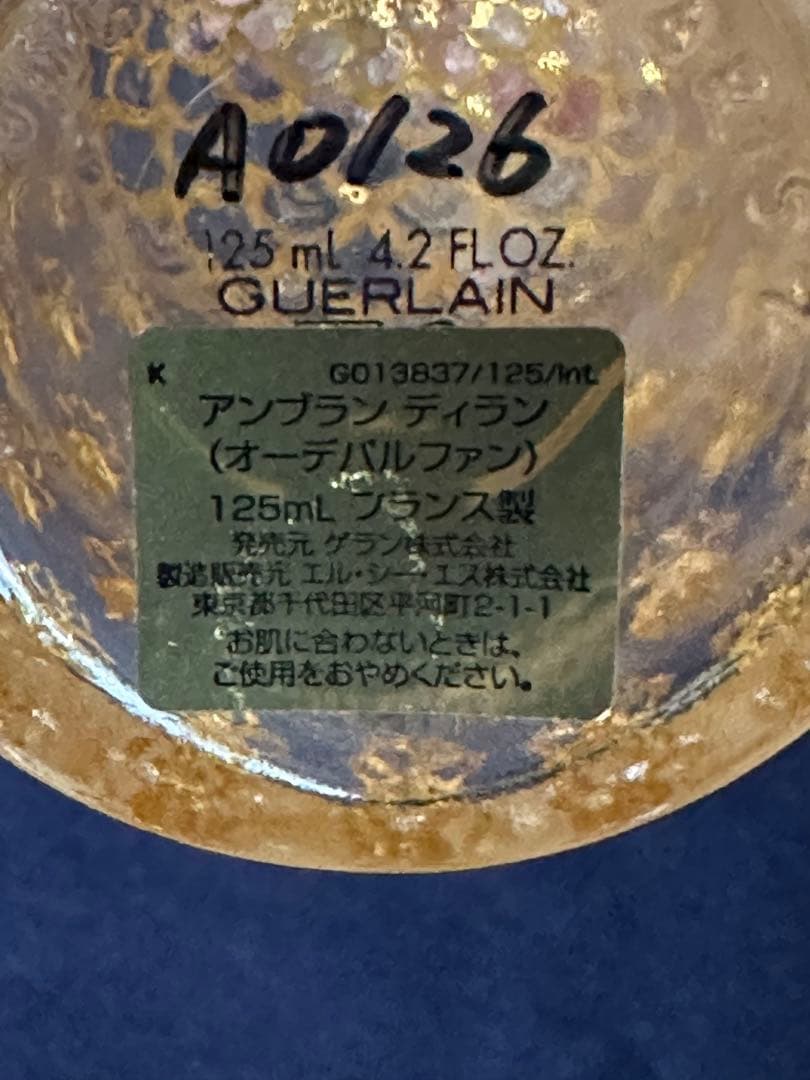 A0126
125 ml 4.2 FL.OZ.
GUERLAIN
K G013837/125/Int.
アンブラン ディラン
(オーデパルファン)
125mL フランス製
発売元 ゲラン株式会社
製造販売元 エル・シー・エス株式会社
東京都千代田区平河町2-1-1
お肌に合わないときは、
ご使用をおやめください。